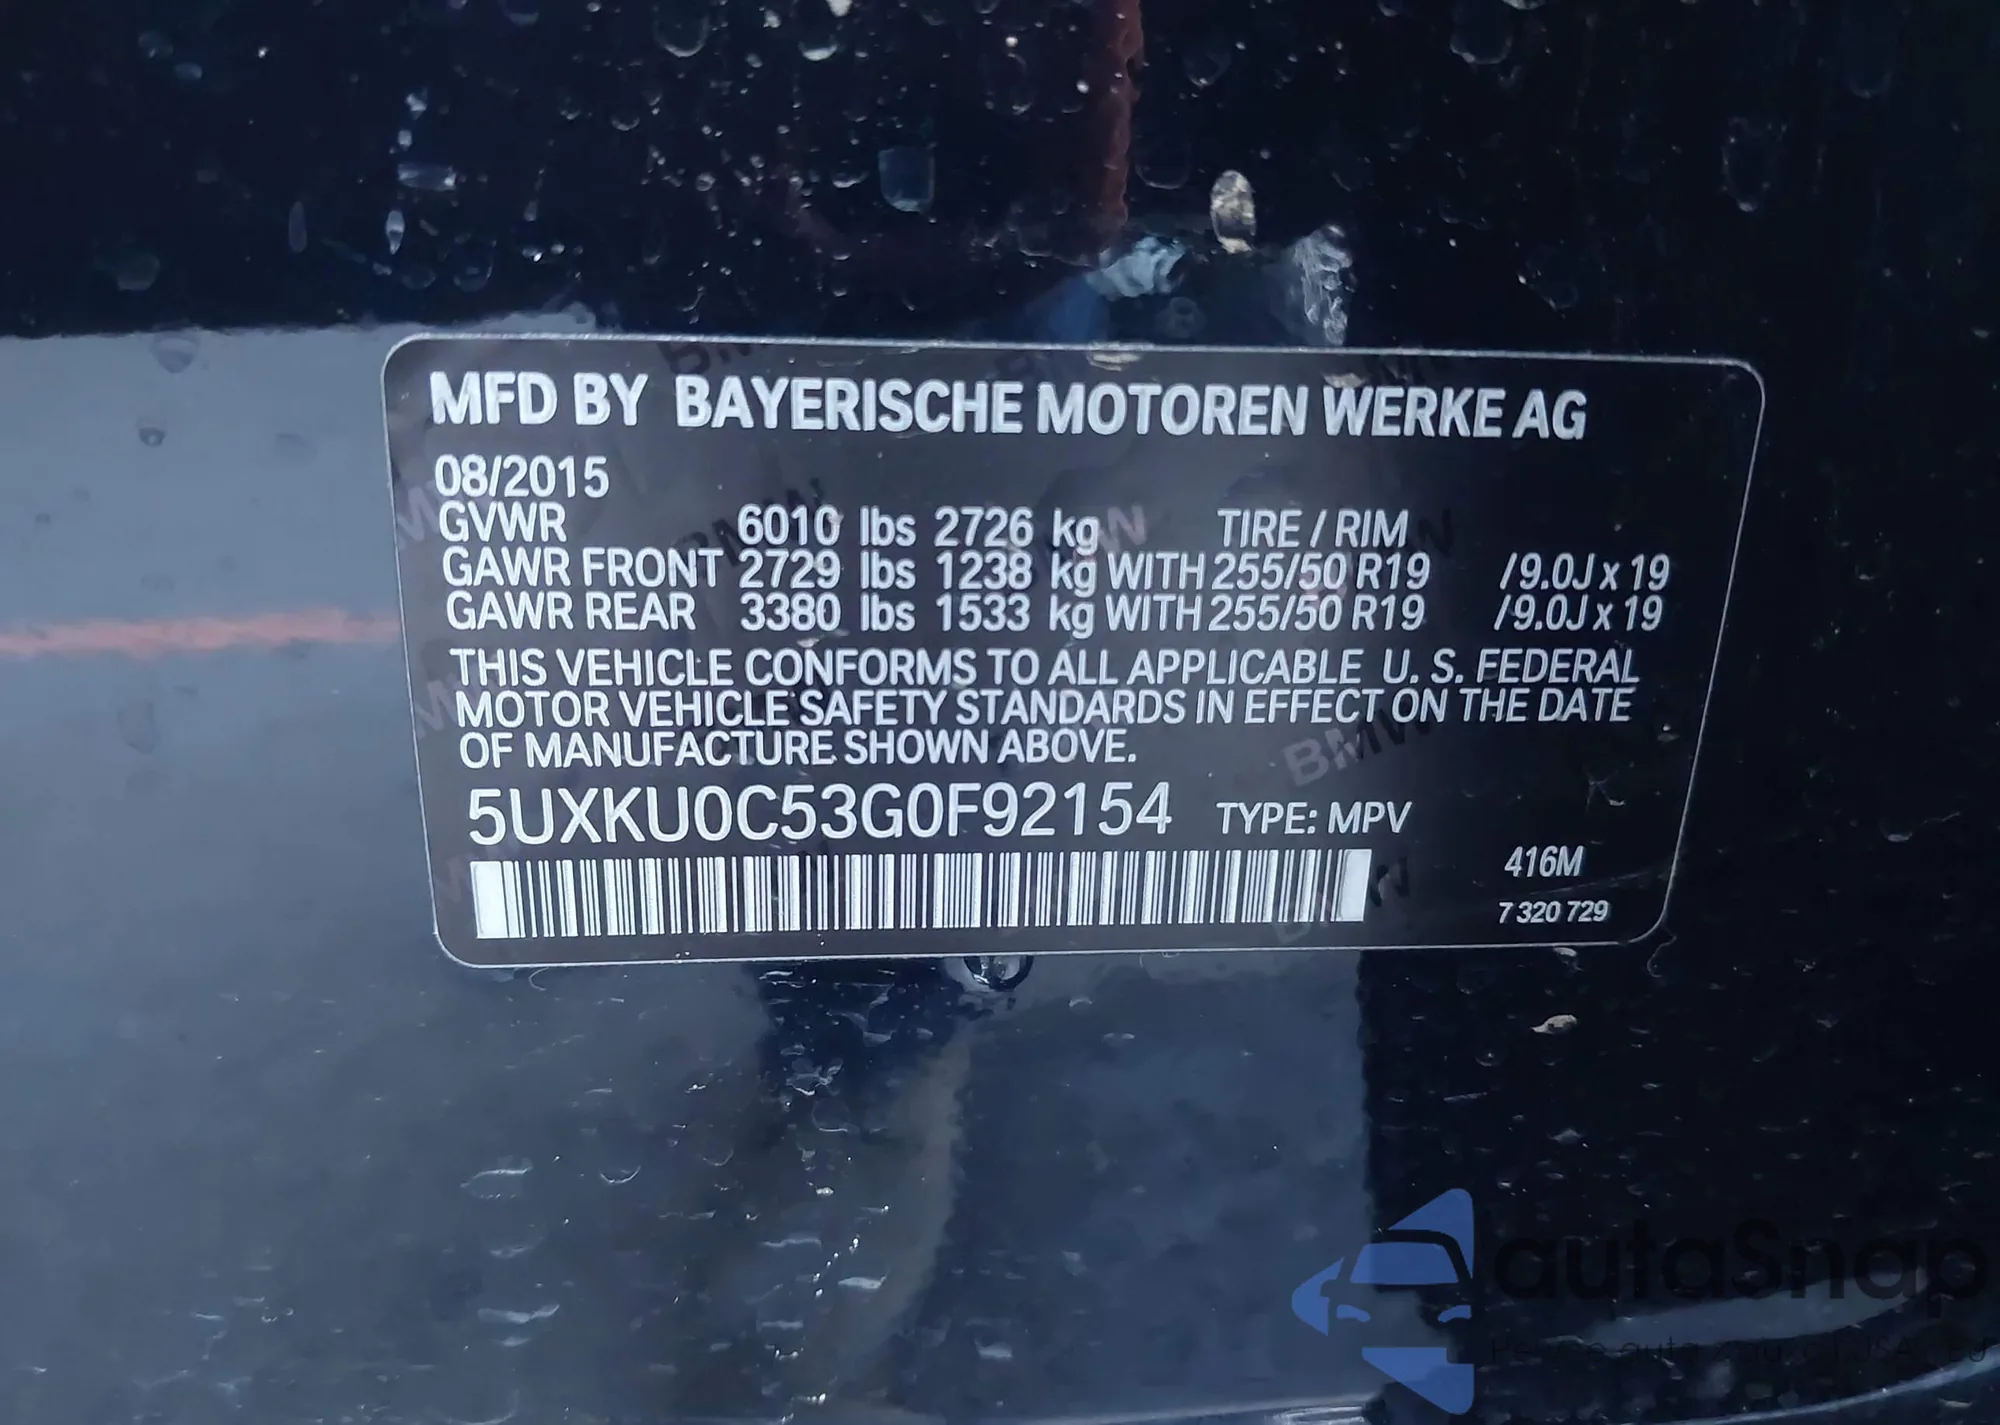 MFD BY BAYERISCHE MOTOREN WERKE AG
08/2015
GVWR 6010 lbs 2726 kg TIRE / RIM
GAWR FRONT 2729 lbs 1238 kg WITH 255/50 R19 /9.0J x 19
GAWR REAR 3380 lbs 1533 kg WITH 255/50 R19 /9.0J x 19
THIS VEHICLE CONFORMS TO ALL APPLICABLE U. S. FEDERAL
MOTOR VEHICLE SAFETY STANDARDS IN EFFECT ON THE DATE
OF MANUFACTURE SHOWN ABOVE.
5UXKU0C53G0F92154 TYPE: MPV
416M
7 320 729
autaSnap